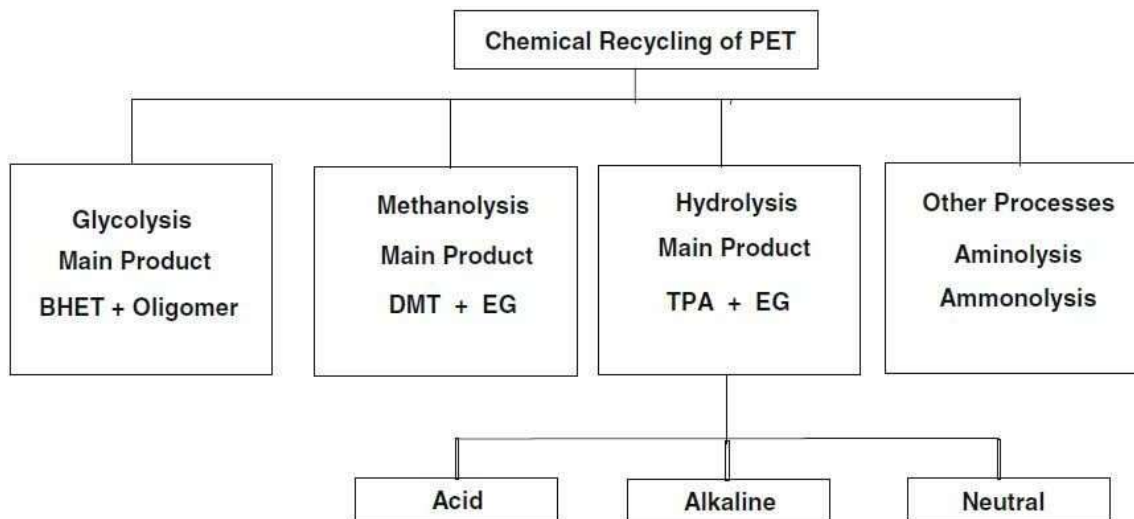 Chemical Recycling of PET
Glycolysis
Main Product
BHET + Oligomer
Methanolysis
Main Product
DMT + EG
Hydrolysis
Main Product
TPA + EG
Other Processes
Aminolysis
Ammonolysis
Acid
Alkaline
Neutral